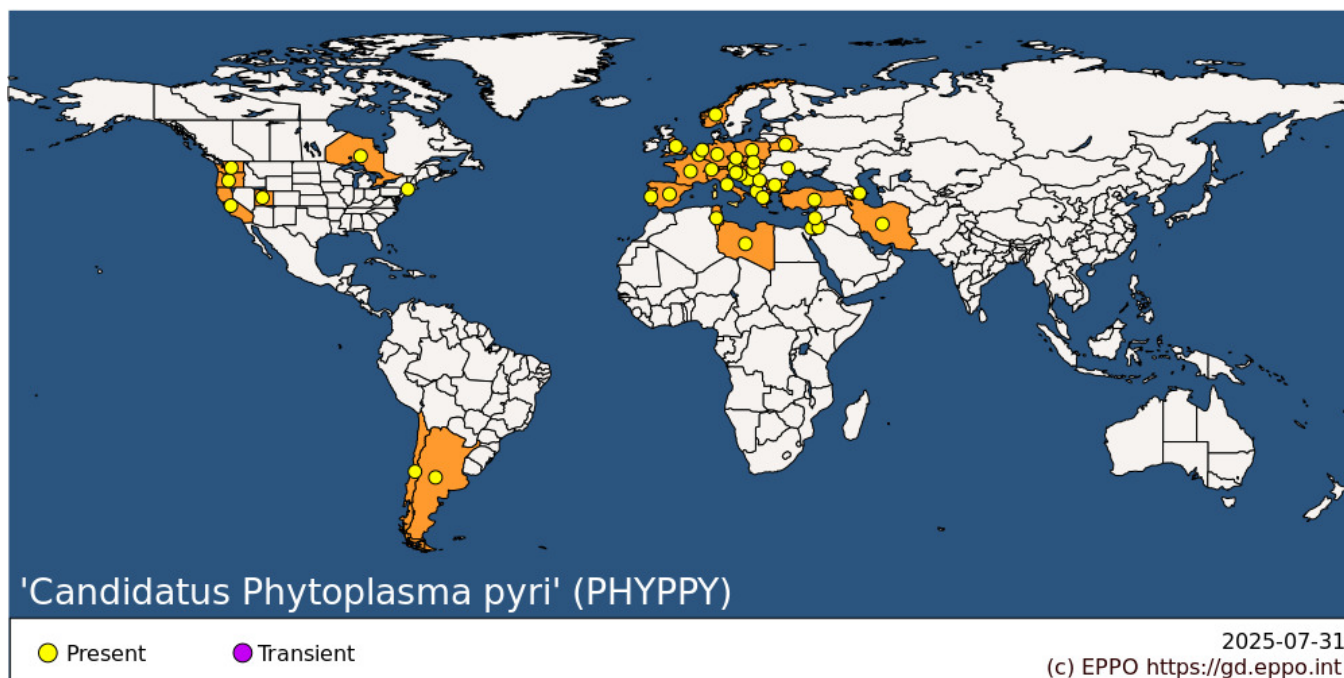 'Candidatus Phytoplasma pyri' (PHYPPY)
Present
Transient
2025-07-31
(c) EPPO https://gd.eppo.int